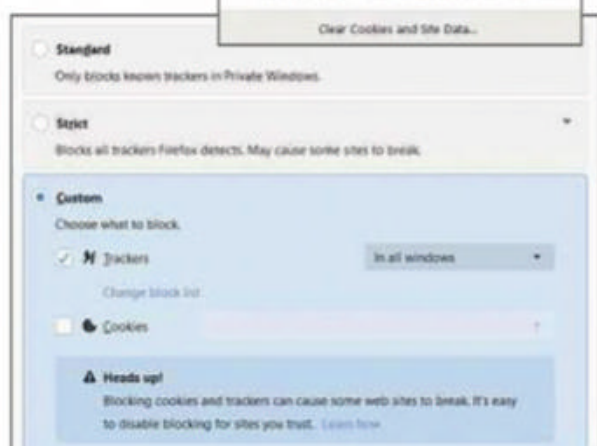 Clear Cookies and Site Data...
Standard
Only blocks known trackers in Private Windows.
Strict
Blocks all trackers Firefox detects. May cause some sites to break.
Custom
Choose what to block.
Trackers
In all windows
Change block list
Cookies
Heads up!
Blocking cookies and trackers can cause some web sites to break. It's easy
to disable blocking for sites you trust. Learn how